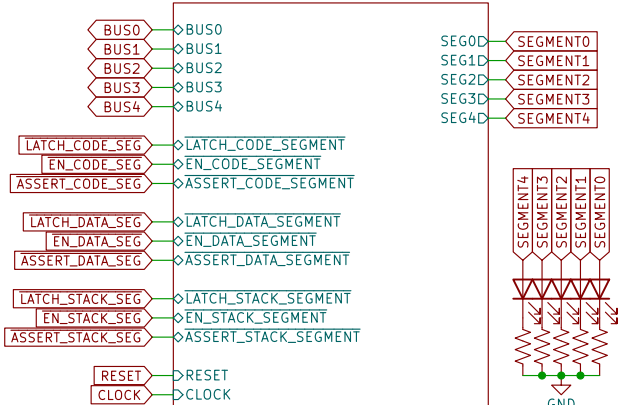 BUS0 BUS0
BUS1 BUS1
BUS2 BUS2
BUS3 BUS3
BUS4 BUS4
LATCH_CODE_SEG LATCH_CODE_SEGMENT
EN_CODE_SEG EN_CODE_SEGMENT
ASSERT_CODE_SEG ASSERT_CODE_SEGMENT
LATCH_DATA_SEG LATCH_DATA_SEGMENT
EN_DATA_SEG EN_DATA_SEGMENT
ASSERT_DATA_SEG ASSERT_DATA_SEGMENT
LATCH_STACK_SEG LATCH_STACK_SEGMENT
EN_STACK_SEG EN_STACK_SEGMENT
ASSERT_STACK_SEG ASSERT_STACK_SEGMENT
RESET RESET
CLOCK CLOCK
SEG0 SEGMENT0
SEG1 SEGMENT1
SEG2 SEGMENT2
SEG3 SEGMENT3
SEG4 SEGMENT4
SEGMENT4
SEGMENT3
SEGMENT2
SEGMENT1
SEGMENT0
GND